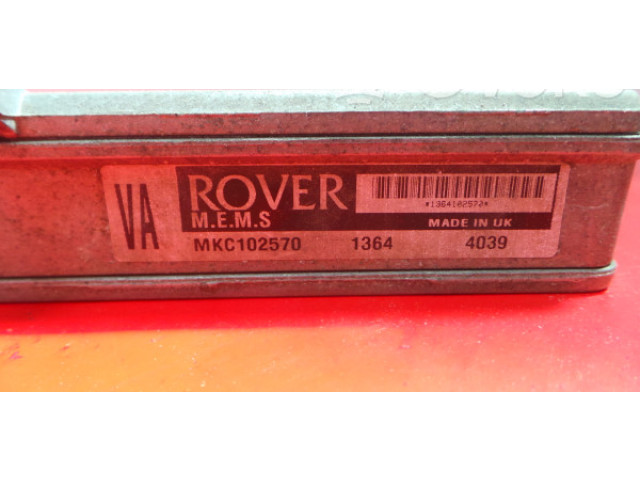 VA
ROVER
*1364102570*
M.E.M.S MADE IN UK
MKC102570 1364 4039